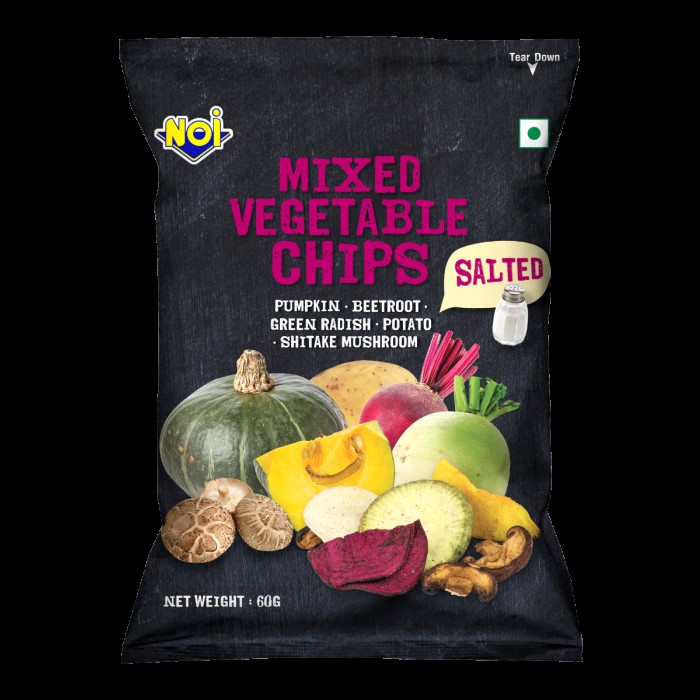 Tear Down
NOi
MIXED
VEGETABLE
CHIPS
SALTED
PUMPKIN · BEETROOT ·
GREEN RADISH · POTATO
· SHITAKE MUSHROOM
NET WEIGHT : 60G